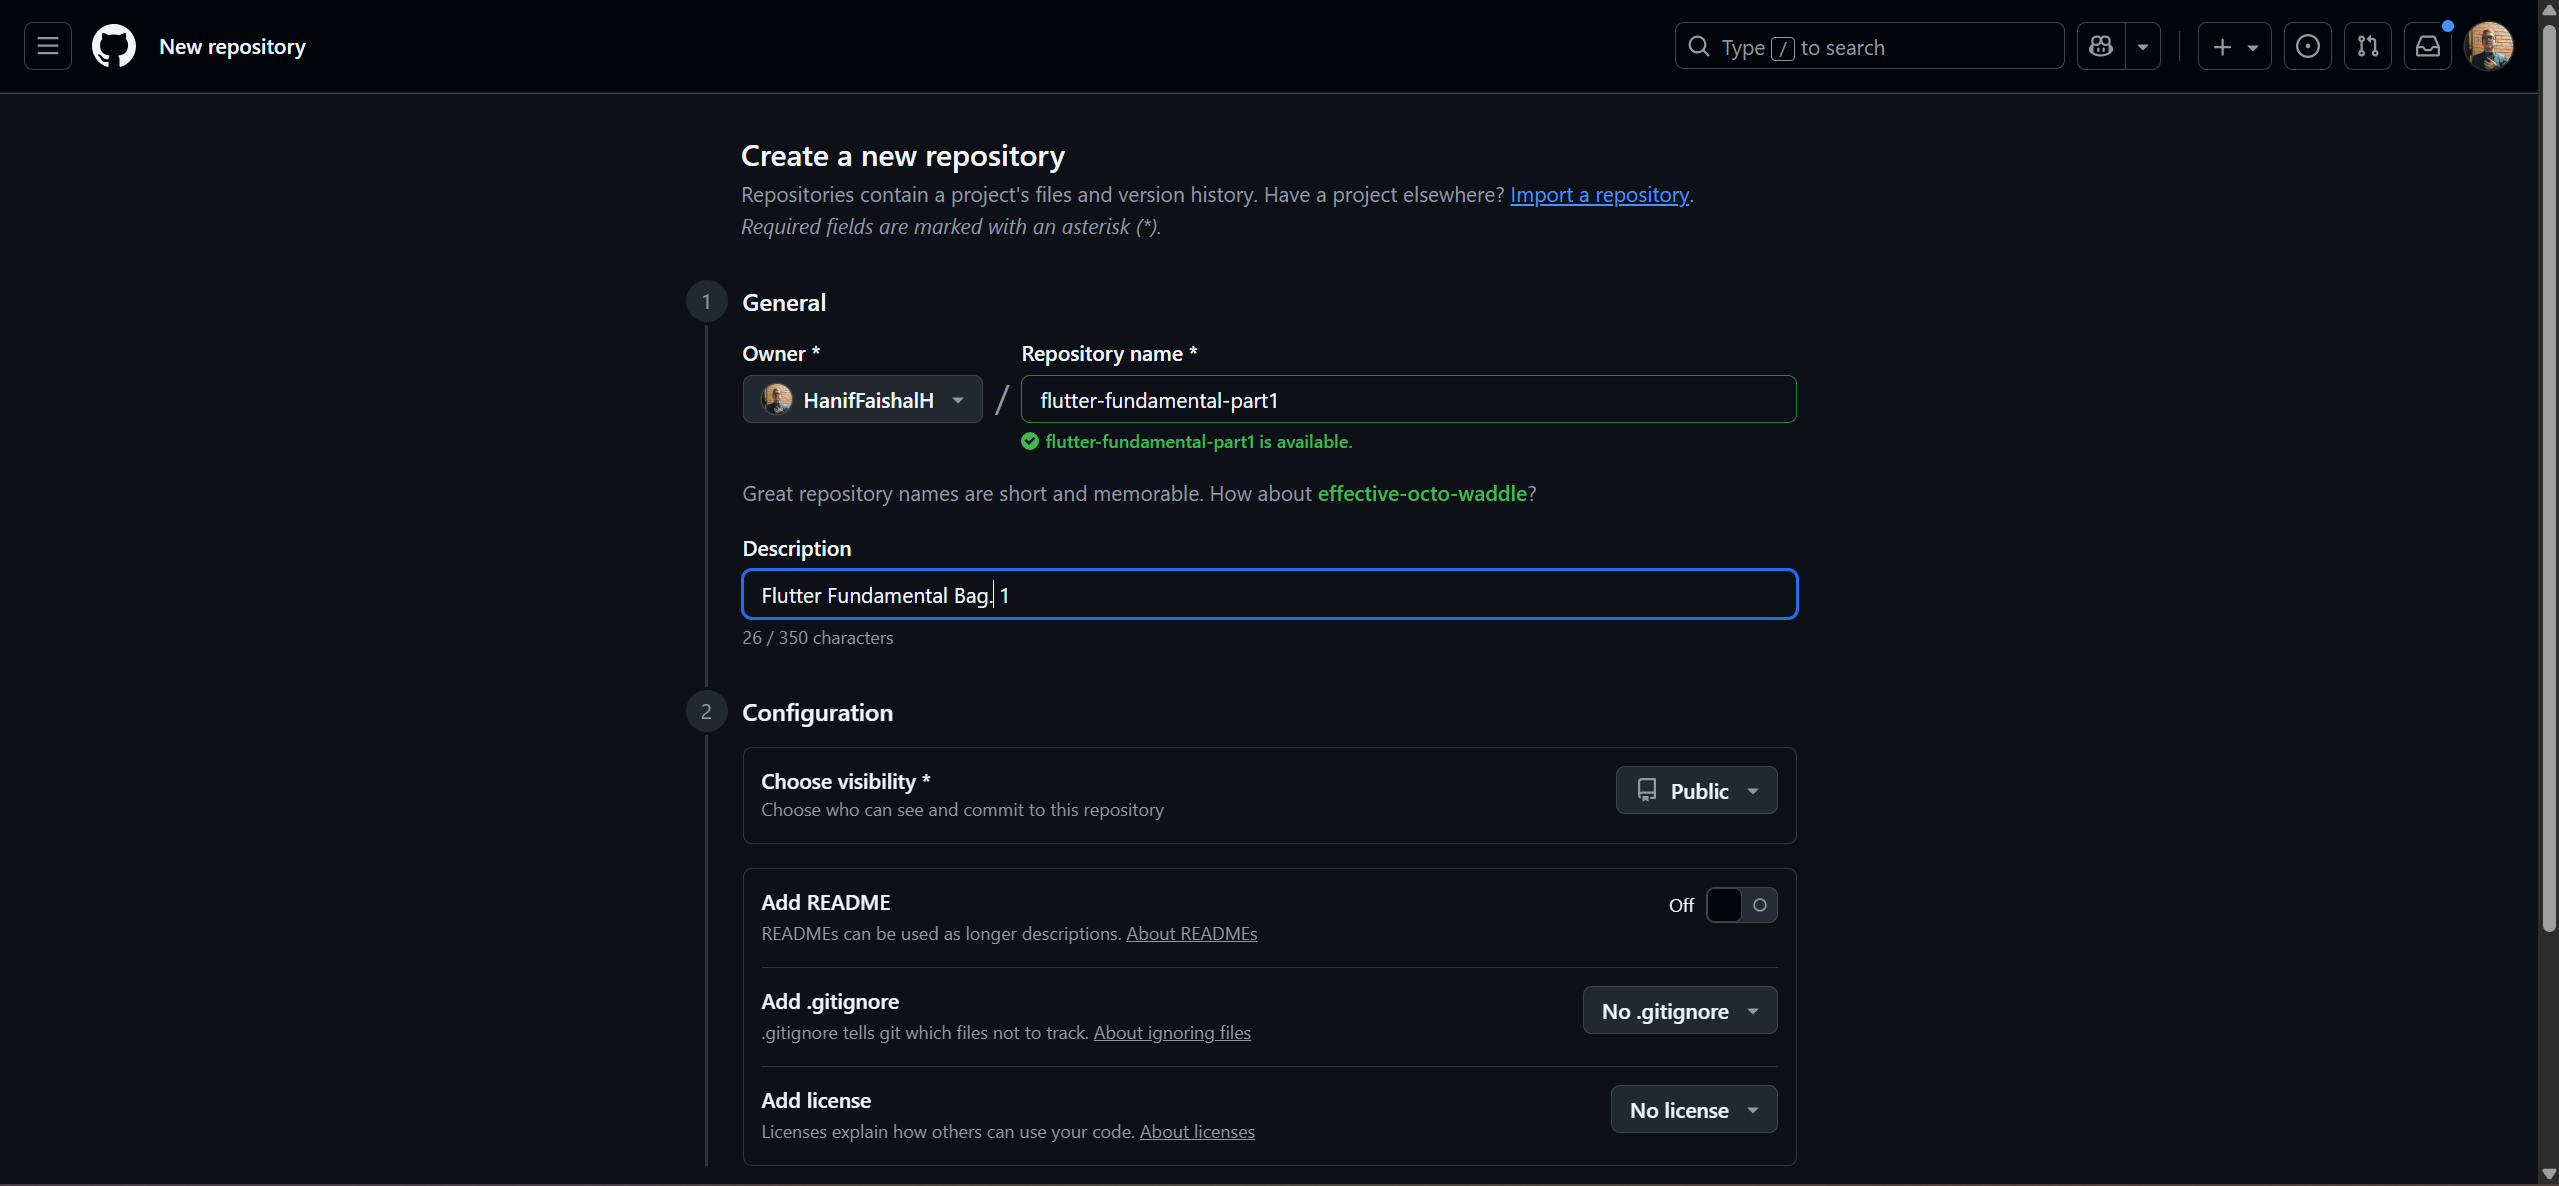 New repository
Type / to search
Create a new repository
Repositories contain a project's files and version history. Have a project elsewhere? Import a repository.
Required fields are marked with an asterisk (*).
1 General
Owner * Repository name *
HanifFaishalH / flutter-fundamental-part1
flutter-fundamental-part1 is available.
Great repository names are short and memorable. How about effective-octo-waddle?
Description
Flutter Fundamental Bag. 1
26 / 350 characters
2 Configuration
Choose visibility *
Public
Choose who can see and commit to this repository
Add README
Off
READMEs can be used as longer descriptions. About READMEs
Add .gitignore
No .gitignore
.gitignore tells git which files not to track. About ignoring files
Add license
No license
Licenses explain how others can use your code. About licenses